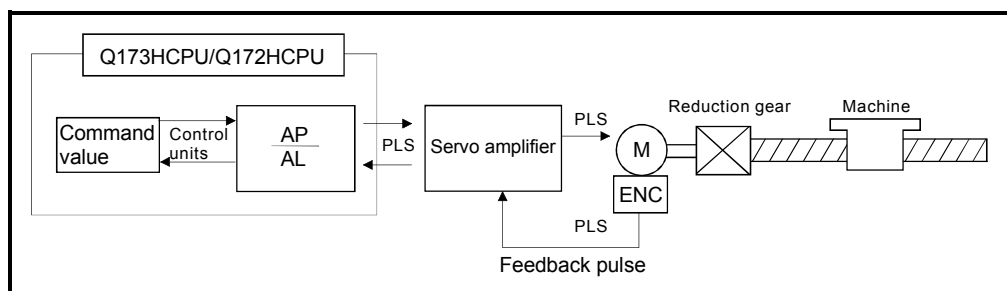 Q173HCPU/Q172HCPU
Command
value
Control
units
AP
AL
PLS
Servo amplifier
PLS
M
ENC
Reduction gear
Machine
PLS
Feedback pulse